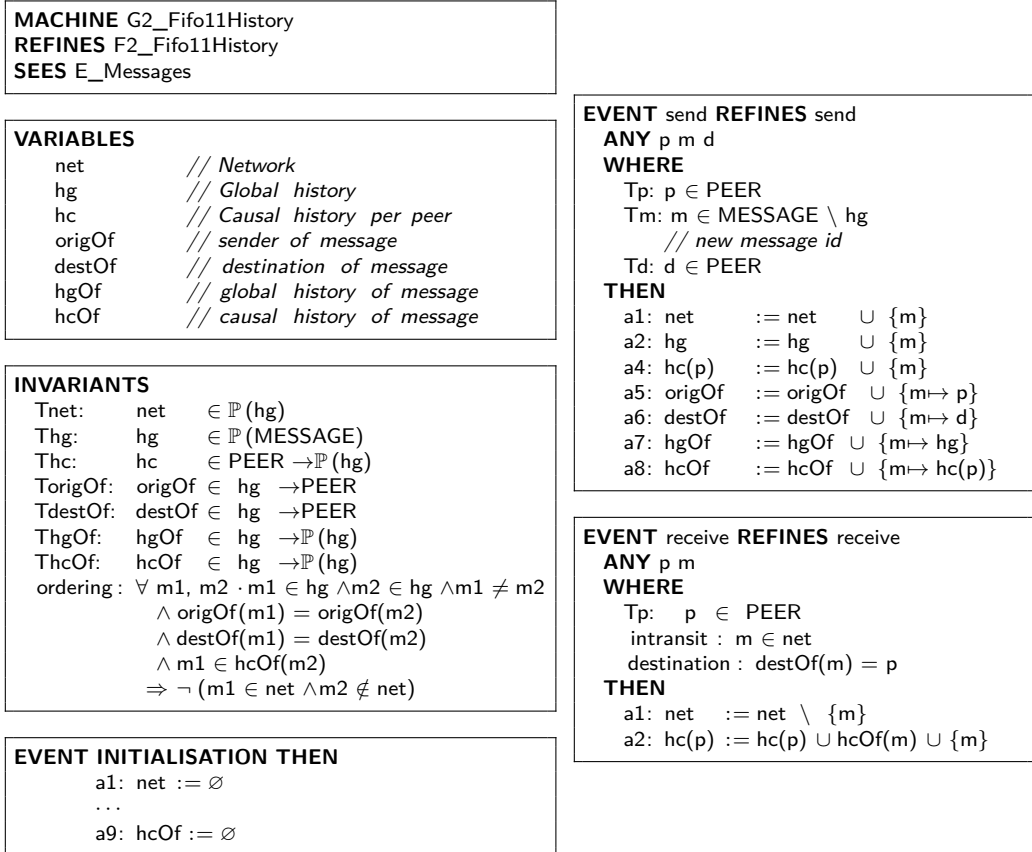 MACHINE G2_Fifo11History
REFINES F2_Fifo11History
SEES E_Messages
VARIABLES
net // Network
hg // Global history
hc // Causal history per peer
origOf // sender of message
destOf // destination of message
hgOf // global history of message
hcOf // causal history of message
INVARIANTS
Tnet: net ∈ ℙ(hg)
Thg: hg ∈ ℙ(MESSAGE)
Thc: hc ∈ PEER →ℙ(hg)
TorigOf: origOf ∈ hg →PEER
TdestOf: destOf ∈ hg →PEER
ThgOf: hgOf ∈ hg →ℙ(hg)
ThcOf: hcOf ∈ hg →ℙ(hg)
ordering : ∀ m1, m2 · m1 ∈ hg ∧m2 ∈ hg ∧m1 ≠ m2
∧ origOf(m1) = origOf(m2)
∧ destOf(m1) = destOf(m2)
∧ m1 ∈ hcOf(m2)
⇒ ¬ (m1 ∈ net ∧m2 ∉ net)
EVENT INITIALISATION THEN
a1: net := ∅
· · ·
a9: hcOf := ∅
EVENT send REFINES send
ANY p m d
WHERE
Tp: p ∈ PEER
Tm: m ∈ MESSAGE \ hg
// new message id
Td: d ∈ PEER
THEN
a1: net := net ∪ {m}
a2: hg := hg ∪ {m}
a4: hc(p) := hc(p) ∪ {m}
a5: origOf := origOf ∪ {m↦ p}
a6: destOf := destOf ∪ {m↦ d}
a7: hgOf := hgOf ∪ {m↦ hg}
a8: hcOf := hcOf ∪ {m↦ hc(p)}
EVENT receive REFINES receive
ANY p m
WHERE
Tp: p ∈ PEER
intransit : m ∈ net
destination : destOf(m) = p
THEN
a1: net := net \ {m}
a2: hc(p) := hc(p) ∪ hcOf(m) ∪ {m}